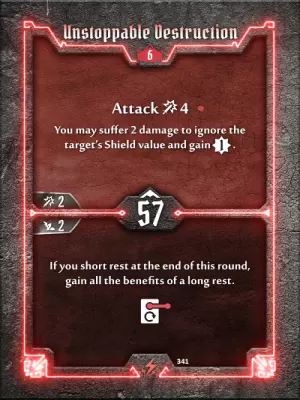 Unstoppable Destruction
6
Attack 4
You may suffer 2 damage to ignore the
target's Shield value and gain 1 .
2
57
2
If you short rest at the end of this round,
gain all the benefits of a long rest.
341